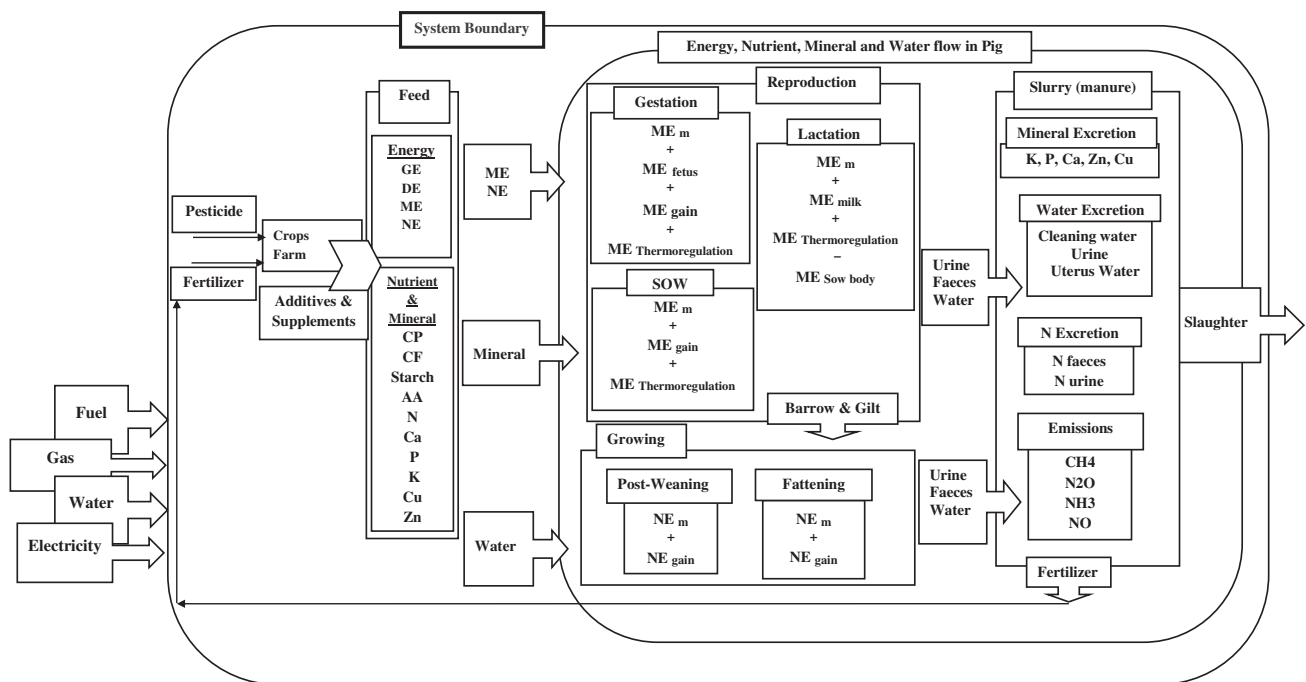 System Boundary
Energy, Nutrient, Mineral and Water flow in Pig
Fuel
Gas
Water
Electricity
Pesticide
Fertilizer
Crops
Farm
Additives &
Supplements
Feed
Energy
GE
DE
ME
NE
Nutrient
&
Mineral
CP
CF
Starch
AA
N
Ca
P
K
Cu
Zn
ME
NE
Mineral
Water
Reproduction
Gestation
ME m
+
ME fetus
+
ME gain
+
ME Thermoregulation
Lactation
ME m
+
ME milk
+
ME Thermoregulation
–
ME Sow body
SOW
ME m
+
ME gain
+
ME Thermoregulation
Barrow & Gilt
Growing
Post-Weaning
NE m
+
NE gain
Fattening
NE m
+
NE gain
Urine
Faeces
Water
Urine
Faeces
Water
Slurry (manure)
Mineral Excretion
K, P, Ca, Zn, Cu
Water Excretion
Cleaning water
Urine
Uterus Water
N Excretion
N faeces
N urine
Emissions
CH4
N2O
NH3
NO
Fertilizer
Slaughter